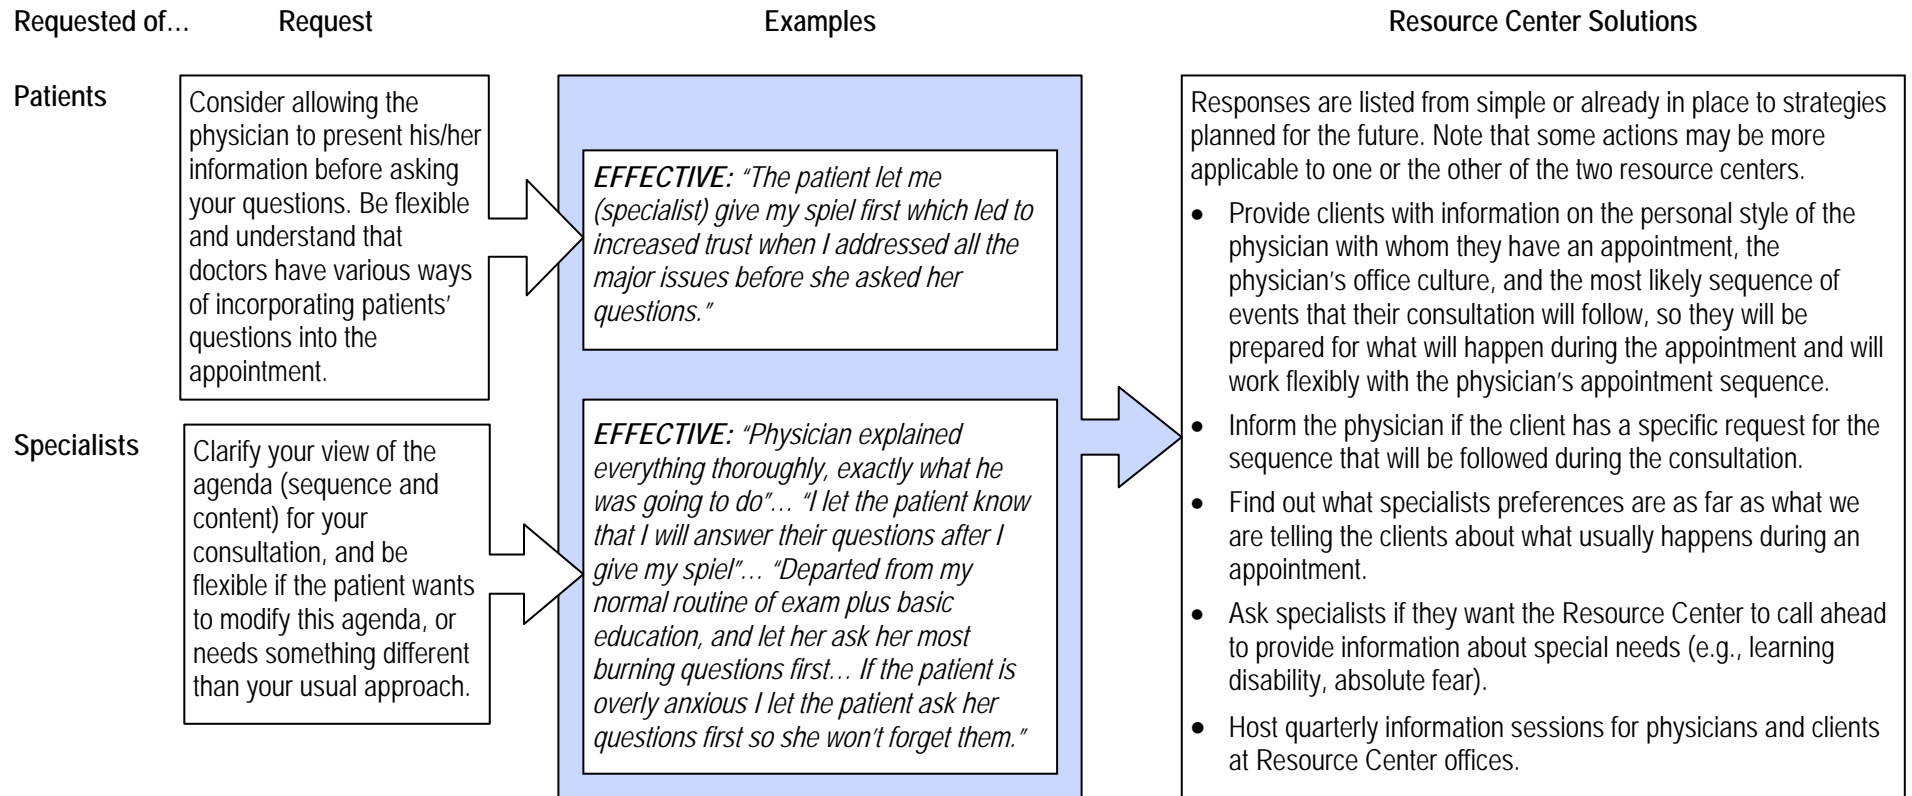 Requested of… Request Examples Resource Center Solutions
Patients
Consider allowing the
physician to present his/her
information before asking
your questions. Be flexible
and understand that
doctors have various ways
of incorporating patients’
questions into the
appointment.
EFFECTIVE: “The patient let me
(specialist) give my spiel first which led to
increased trust when I addressed all the
major issues before she asked her
questions.”
Specialists
Clarify your view of the
agenda (sequence and
content) for your
consultation, and be
flexible if the patient wants
to modify this agenda, or
needs something different
than your usual approach.
EFFECTIVE: “Physician explained
everything thoroughly, exactly what he
was going to do”… “I let the patient know
that I will answer their questions after I
give my spiel”… “Departed from my
normal routine of exam plus basic
education, and let her ask her most
burning questions first… If the patient is
overly anxious I let the patient ask her
questions first so she won’t forget them.”
Responses are listed from simple or already in place to strategies
planned for the future. Note that some actions may be more
applicable to one or the other of the two resource centers.
• Provide clients with information on the personal style of the
physician with whom they have an appointment, the
physician’s office culture, and the most likely sequence of
events that their consultation will follow, so they will be
prepared for what will happen during the appointment and will
work flexibly with the physician’s appointment sequence.
• Inform the physician if the client has a specific request for the
sequence that will be followed during the consultation.
• Find out what specialists preferences are as far as what we
are telling the clients about what usually happens during an
appointment.
• Ask specialists if they want the Resource Center to call ahead
to provide information about special needs (e.g., learning
disability, absolute fear).
• Host quarterly information sessions for physicians and clients
at Resource Center offices.